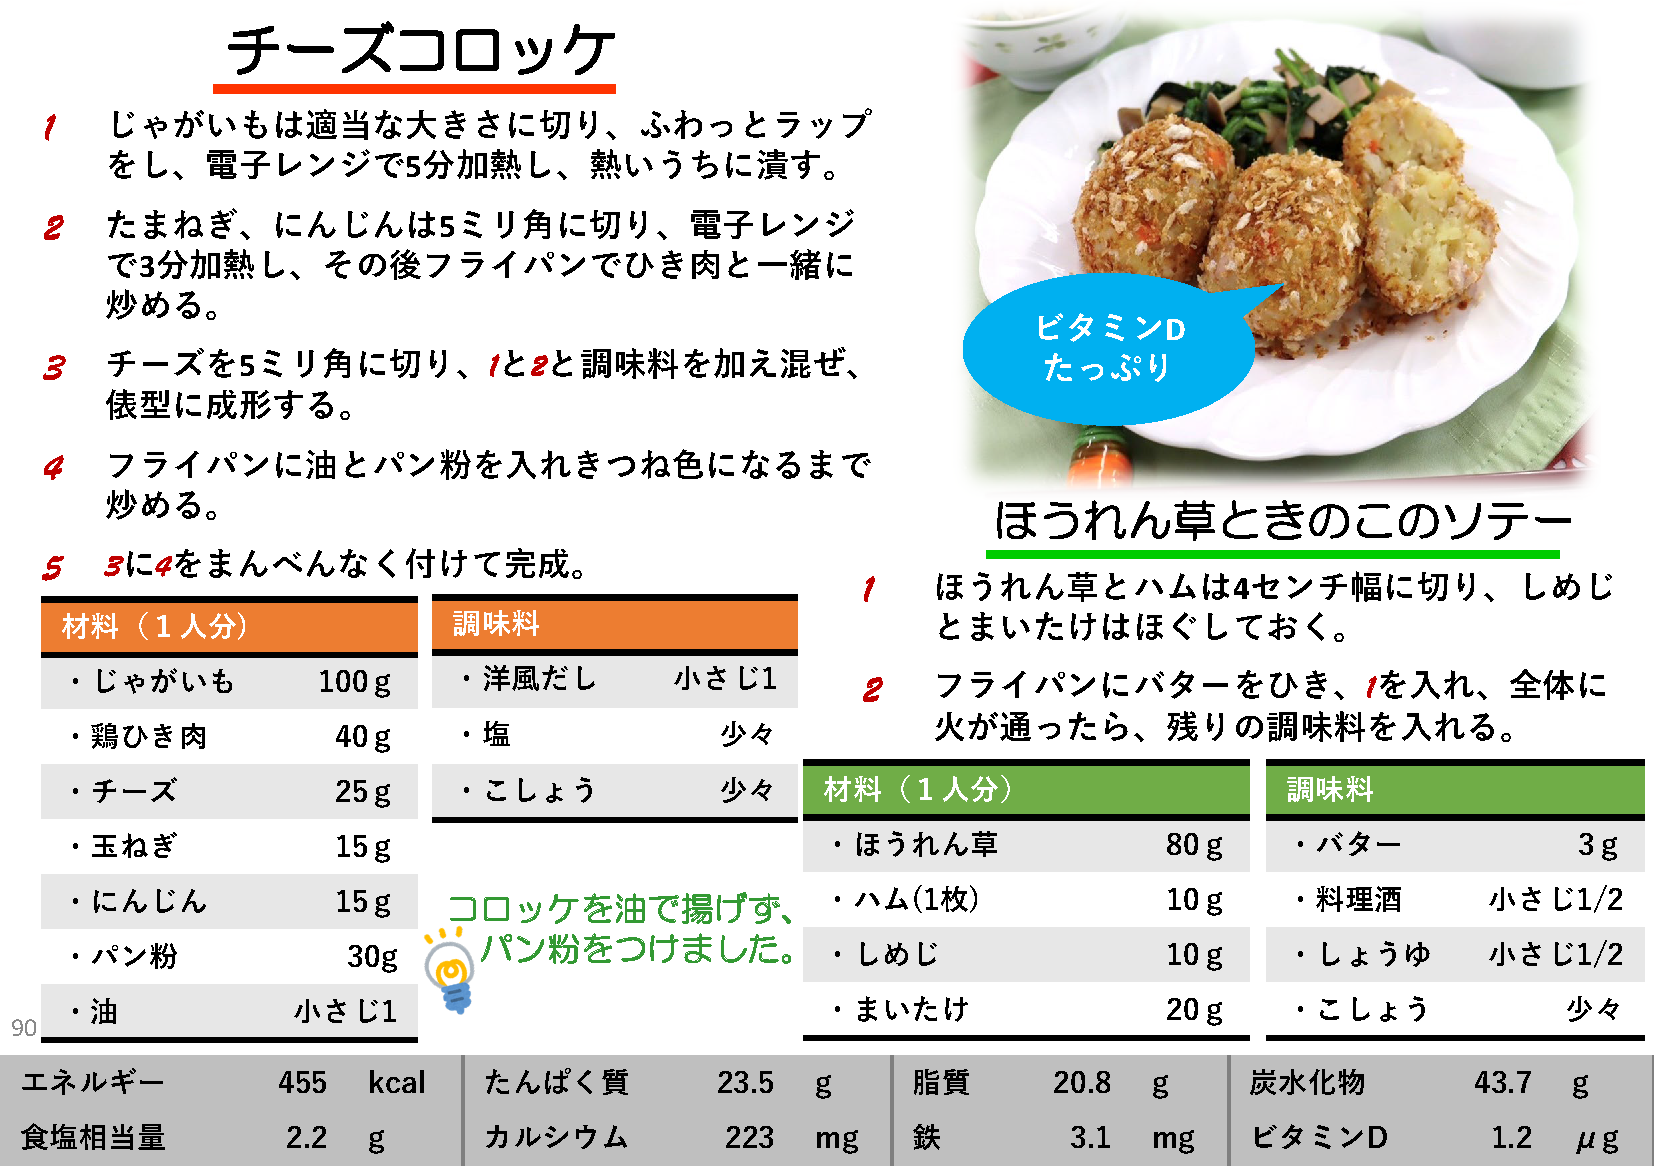 チーズコロッケ
1 じゃがいもは適当な大きさに切り、ふわっとラップ
をし、電子レンジで5分加熱し、熱いうちに潰す。
2 たまねぎ、にんじんは5ミリ角に切り、電子レンジ
で3分加熱し、その後フライパンでひき肉と一緒に
炒める。
3 チーズを5ミリ角に切り、1と2と調味料を加え混ぜ、
俵型に成形する。
4 フライパンに油とパン粉を入れきつね色になるまで
炒める。
5 3に4をまんべんなく付けて完成。
材料（１人分）
・じゃがいも 100ｇ
・鶏ひき肉 40ｇ
・チーズ 25ｇ
・玉ねぎ 15ｇ
・にんじん 15ｇ
・パン粉 30g
・油 小さじ1
調味料
・洋風だし 小さじ1
・塩 少々
・こしょう 少々
コロッケを油で揚げず、
パン粉をつけました。
ビタミンD
たっぷり
ほうれん草ときのこのソテー
1 ほうれん草とハムは4センチ幅に切り、しめじ
とまいたけはほぐしておく。
2 フライパンにバターをひき、1を入れ、全体に
火が通ったら、残りの調味料を入れる。
材料（１人分）
・ほうれん草 80ｇ
・ハム(1枚) 10ｇ
・しめじ 10ｇ
・まいたけ 20ｇ
調味料
・バター 3ｇ
・料理酒 小さじ1/2
・しょうゆ 小さじ1/2
・こしょう 少々
90
エネルギー 455 kcal たんぱく質 23.5 g 脂質 20.8 g 炭水化物 43.7 g
食塩相当量 2.2 g カルシウム 223 mg 鉄 3.1 mg ビタミンD 1.2 μg